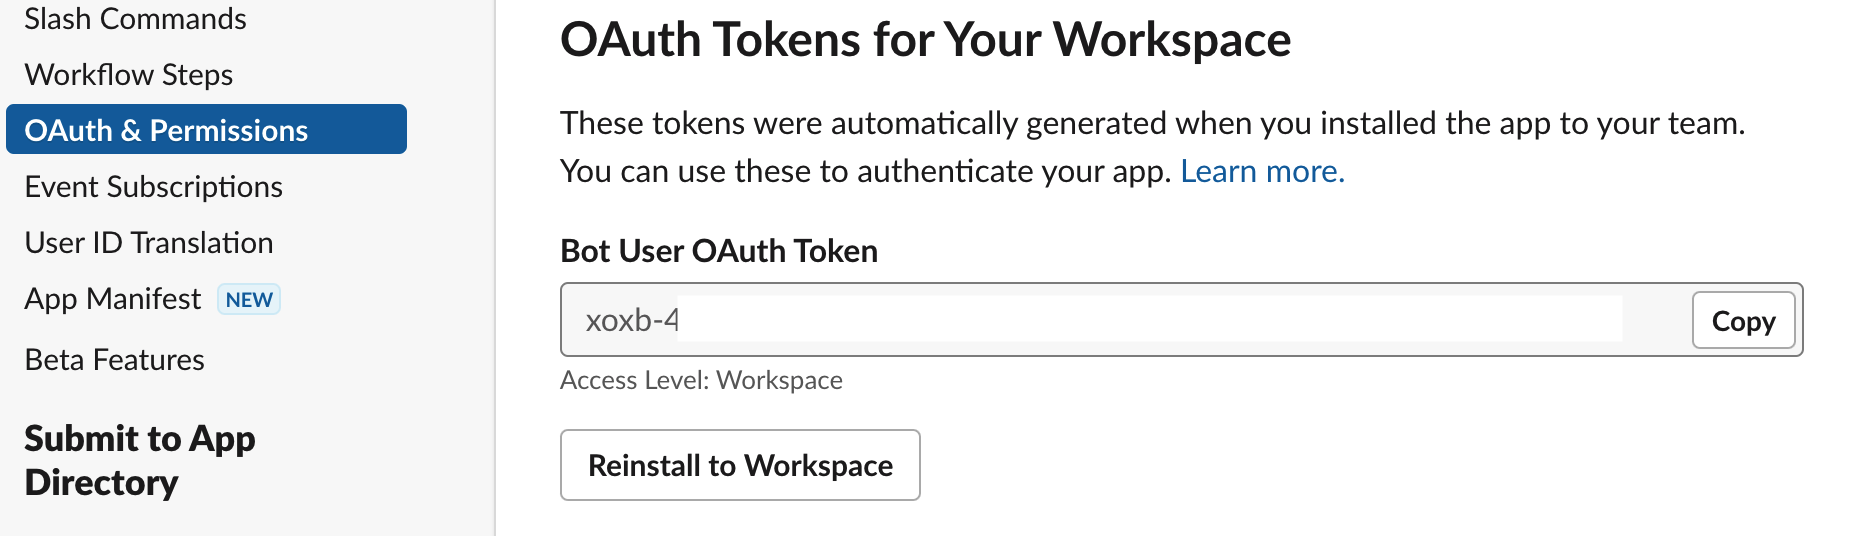 Slash Commands
Workflow Steps
OAuth & Permissions
Event Subscriptions
User ID Translation
App Manifest NEW
Beta Features
Submit to App
Directory
OAuth Tokens for Your Workspace
These tokens were automatically generated when you installed the app to your team.
You can use these to authenticate your app. Learn more.
Bot User OAuth Token
xoxb-4
Copy
Access Level: Workspace
Reinstall to Workspace